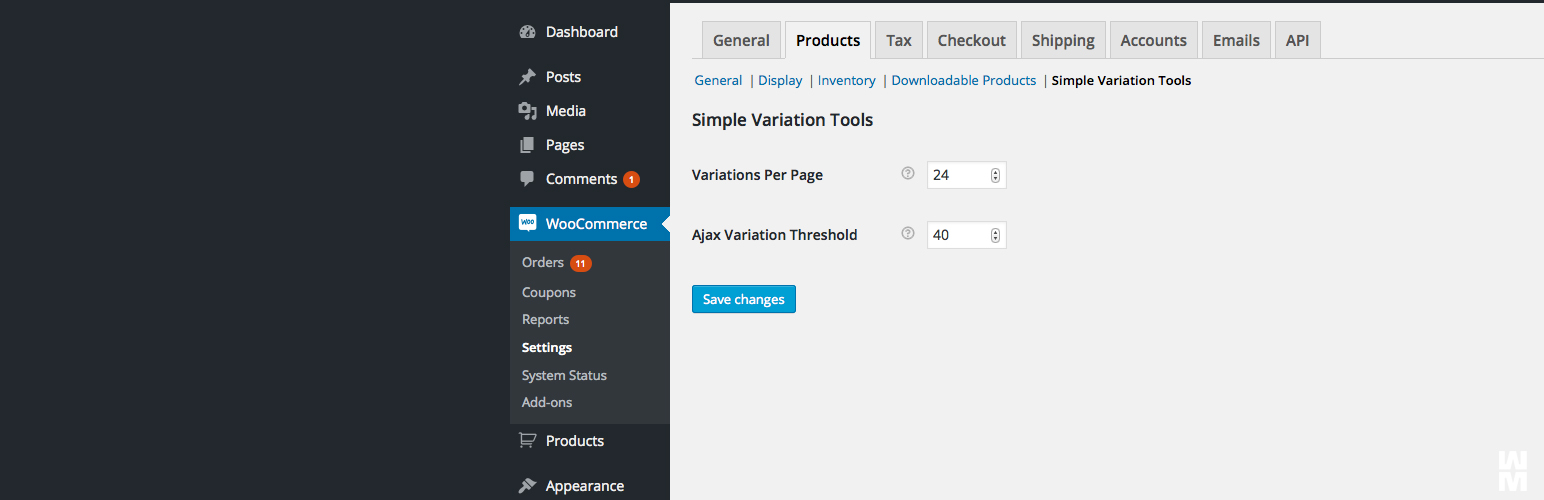 Dashboard
Posts
Media
Pages
Comments 1
WOO WooCommerce
Orders 11
Coupons
Reports
Settings
System Status
Add-ons
Products
Appearance
General Products Tax Checkout Shipping Accounts Emails API
General | Display | Inventory | Downloadable Products | Simple Variation Tools
Simple Variation Tools
Variations Per Page ? 24
Ajax Variation Threshold ? 40
Save changes
W
M